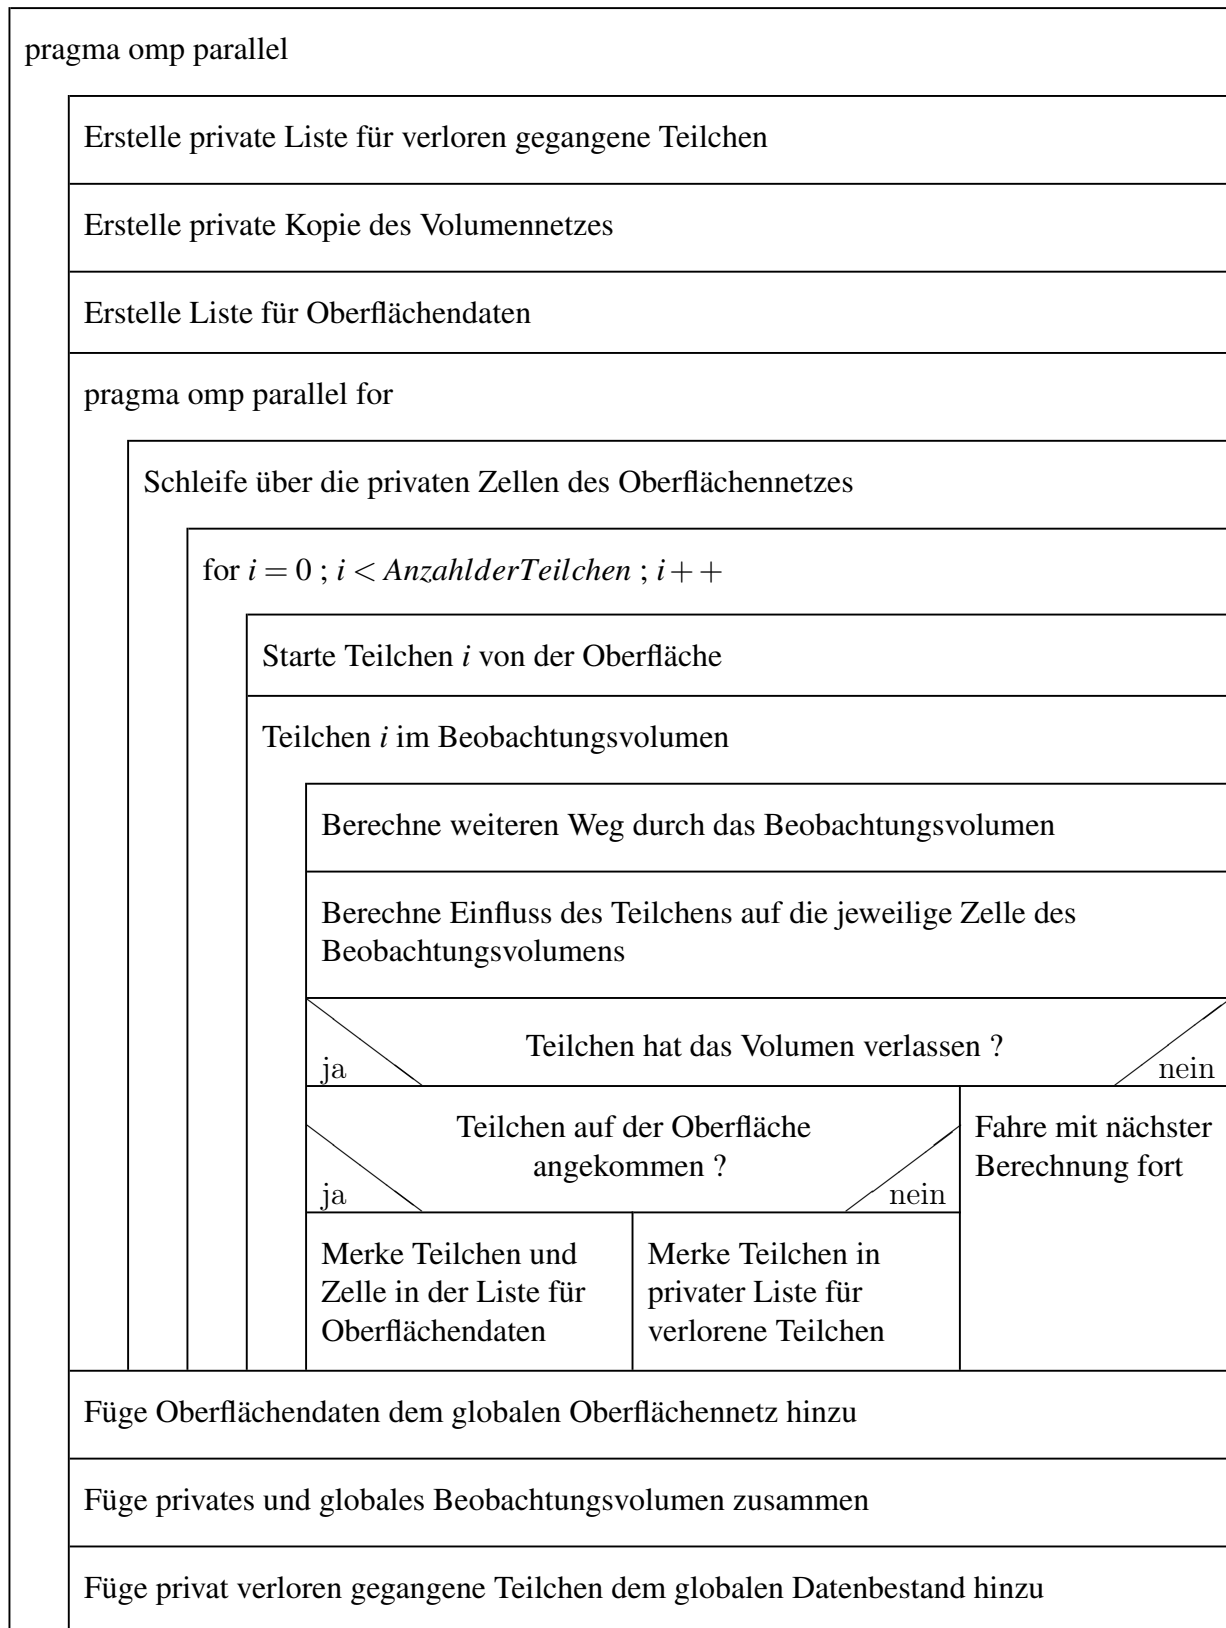 pragma omp parallel
Erstelle private Liste für verloren gegangene Teilchen
Erstelle private Kopie des Volumennetzes
Erstelle Liste für Oberflächendaten
pragma omp parallel for
Schleife über die privaten Zellen des Oberflächennetzes
for i = 0 ; i < AnzahlderTeilchen ; i++
Starte Teilchen i von der Oberfläche
Teilchen i im Beobachtungsvolumen
Berechne weiteren Weg durch das Beobachtungsvolumen
Berechne Einfluss des Teilchens auf die jeweilige Zelle des
Beobachtungsvolumens
Teilchen hat das Volumen verlassen ?
ja
nein
Teilchen auf der Oberfläche
angekommen ?
ja
nein
Fahre mit nächster
Berechnung fort
Merke Teilchen und
Zelle in der Liste für
Oberflächendaten
Merke Teilchen in
privater Liste für
verlorene Teilchen
Füge Oberflächendaten dem globalen Oberflächennetz hinzu
Füge privates und globales Beobachtungsvolumen zusammen
Füge privat verloren gegangene Teilchen dem globalen Datenbestand hinzu